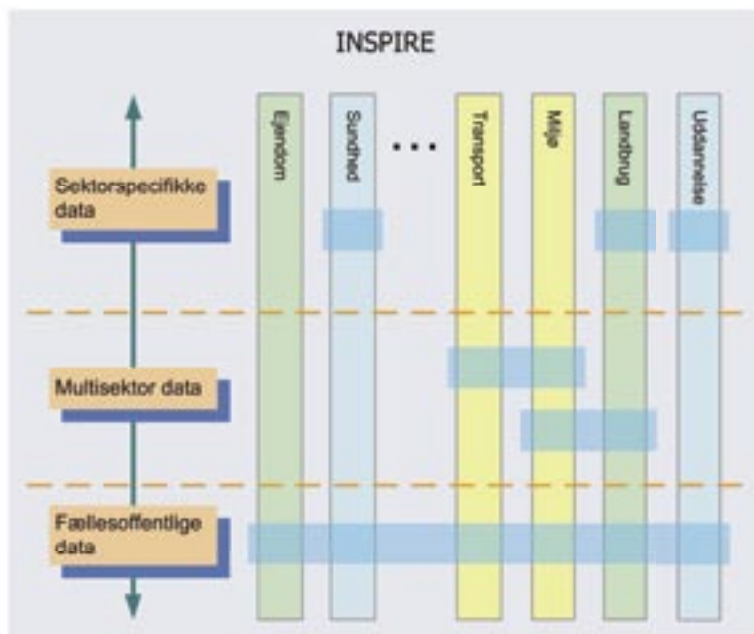 INSPIRE
Ejendom
Sundhed
...
Transport
Miljø
Landbrug
Uddannelse
Sektorspecifikke
data
Multisektor data
Fællesoffentlige
data